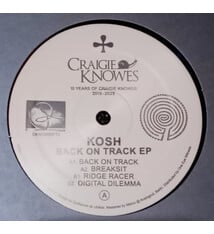 CRAIGIE KNOWES
10 YEARS OF CRAIGIE KNOWES
2013-2023
KOSH
BACK ON TRACK EP
A1. BACK ON TRACK
A2. BREAKSIT
B1. RIDGE RACER
B2. DIGITAL DILEMMA
A